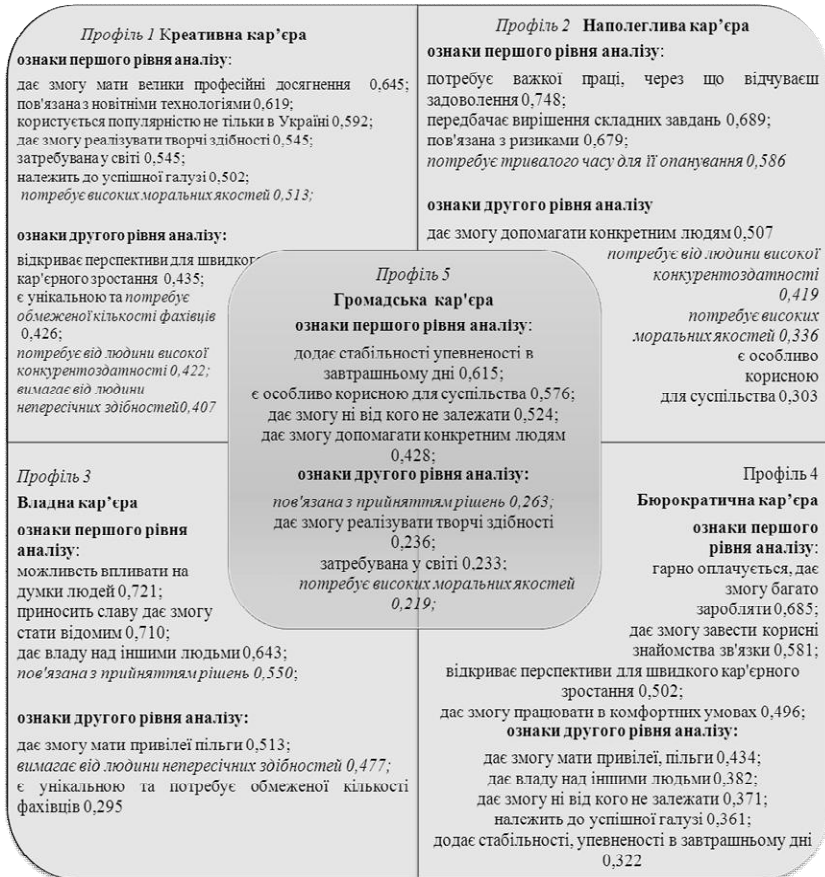 Профіль 1 Креативна кар’єра
ознаки першого рівня аналізу:
дає змогу мати велики професійні досягнення 0,645;
пов'язана з новітніми технологіями 0,619;
користується популярністю не тільки в Україні 0,592;
дає змогу реалізувати творчі здібності 0,545;
затребувана у світі 0,545;
належить до успішної галузі 0,502;
потребує високих моральних якостей 0,513;
ознаки другого рівня аналізу:
відкриває перспективи для швидкого
кар'єрного зростання 0,435;
є унікальною та потребує
обмеженої кількості фахівців
0,426;
потребує від людини високої
конкурентоздатності 0,422;
вимагає від людини
непересічних здібностей 0,407
Профіль 2 Наполеглива кар’єра
ознаки першого рівня аналізу:
потребує важкої праці, через що відчуваєш
задоволення 0,748;
передбачає вирішення складних завдань 0,689;
пов'язана з ризиками 0,679;
потребує тривалого часу для її опанування 0,586
ознаки другого рівня аналізу
дає змогу допомагати конкретним людям 0,507
потребує від людини високої
конкурентоздатності
0,419
потребує високих
моральних якостей 0,336
є особливо
корисною
для суспільства 0,303
Профіль 5
Громадська кар'єра
ознаки першого рівня аналізу:
додає стабільності упевненості в
завтрашньому дні 0,615;
є особливо корисною для суспільства 0,576;
дає змогу ні від кого не залежати 0,524;
дає змогу допомагати конкретним людям
0,428;
ознаки другого рівня аналізу:
пов'язана з прийняттям рішень 0,263;
дає змогу реалізувати творчі здібності
0,236;
затребувана у світі 0,233;
потребує високих моральних якостей
0,219;
Профіль 3
Владна кар’єра
ознаки першого рівня
аналізу:
можливсть впливати на
думки людей 0,721;
приносить славу дає змогу
стати відомим 0,710;
дає владу над іншими людьми 0,643;
пов'язана з прийняттям рішень 0,550;
ознаки другого рівня аналізу:
дає змогу мати привілеї пільги 0,513;
вимагає від людини непересічних здібностей 0,477;
є унікальною та потребує обмеженої кількості
фахівців 0,295
Профіль 4
Бюрократична кар’єра
ознаки першого
рівня аналізу:
гарно оплачується, дає
змогу багато
заробляти 0,685;
дає змогу завести корисні
знайомства зв'язки 0,581;
відкриває перспективи для швидкого кар'єрного
зростання 0,502;
дає змогу працювати в комфортних умовах 0,496;
ознаки другого рівня аналізу:
дає змогу мати привілеї, пільги 0,434;
дає владу над іншими людьми 0,382;
дає змогу ні від кого не залежати 0,371;
належить до успішної галузі 0,361;
додає стабільності, упевненості в завтрашньому дні
0,322